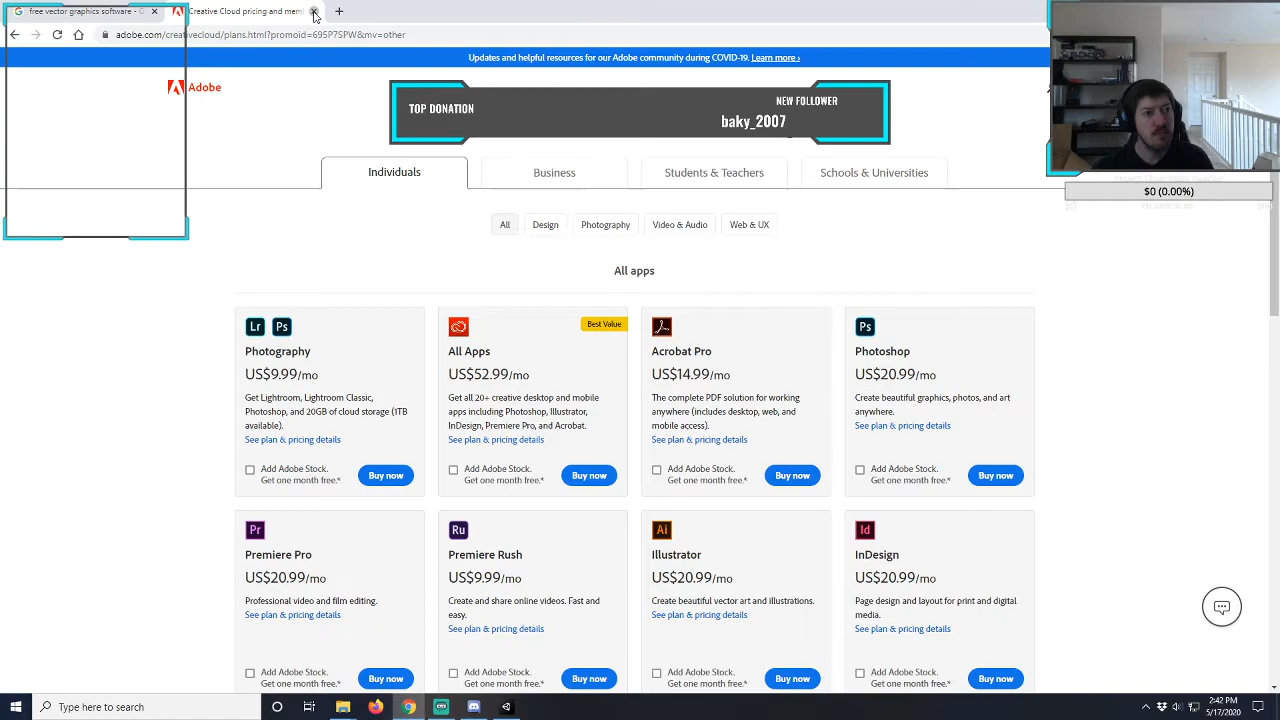 free vector graphics software - G
Creative Cloud pricing and mem
adobe.com/creativecloud/plans.html?promoid=695P7SPW&mv=other
Updates and helpful resources for our Adobe community during COVID-19. Learn more ›
Adobe
TOP DONATION
NEW FOLLOWER
baky_2007
$0 (0.00%)
Individuals
Business
Students & Teachers
Schools & Universities
All
Design
Photography
Video & Audio
Web & UX
All apps
Lr Ps
Photography
US$9.99/mo
Get Lightroom, Lightroom Classic,
Photoshop, and 20GB of cloud storage (1TB
available).
See plan & pricing details
Add Adobe Stock.
Get one month free.*
Buy now
Best Value
All Apps
US$52.99/mo
Get all 20+ creative desktop and mobile
apps including Photoshop, Illustrator,
InDesign, Premiere Pro, and Acrobat.
See plan & pricing details
Add Adobe Stock.
Get one month free.*
Buy now
Acrobat Pro
US$14.99/mo
The complete PDF solution for working
anywhere (includes desktop, web, and
mobile access).
See plan & pricing details
Add Adobe Stock.
Get one month free.*
Buy now
Ps
Photoshop
US$20.99/mo
Create beautiful graphics, photos, and art
anywhere.
See plan & pricing details
Add Adobe Stock.
Get one month free.*
Buy now
Pr
Premiere Pro
US$20.99/mo
Professional video and film editing.
See plan & pricing details
Add Adobe Stock.
Get one month free.*
Buy now
Ru
Premiere Rush
US$9.99/mo
Create and share online videos. Fast and
easy.
See plan & pricing details
Add Adobe Stock.
Get one month free.*
Buy now
Ai
Illustrator
US$20.99/mo
Create beautiful vector art and illustrations.
See plan & pricing details
Add Adobe Stock.
Get one month free.*
Buy now
Id
InDesign
US$20.99/mo
Page design and layout for print and digital
media.
See plan & pricing details
Add Adobe Stock.
Get one month free.*
Buy now
Type here to search
2:42 PM
5/17/2020